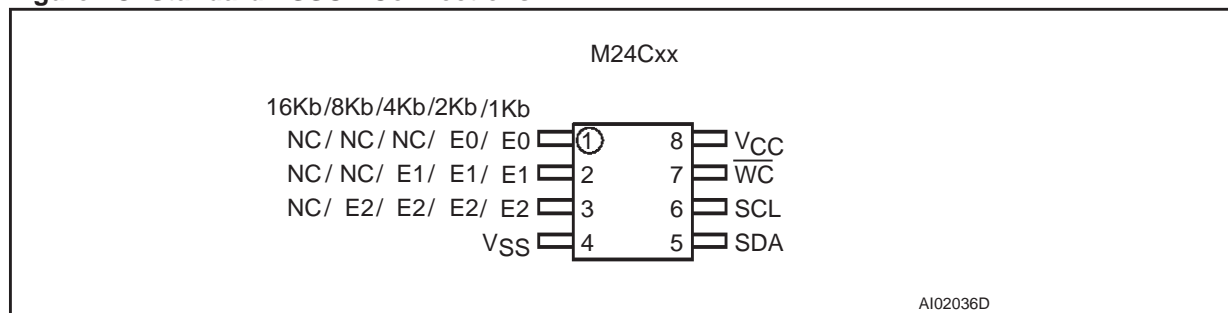 M24Cxx
16Kb/8Kb/4Kb/2Kb/1Kb
NC/ NC/ NC/ E0/ E0 1 8 VCC
NC/ NC/ E1/ E1/ E1 2 7 W̅C̅
NC/ E2/ E2/ E2/ E2 3 6 SCL
VSS 4 5 SDA
AI02036D